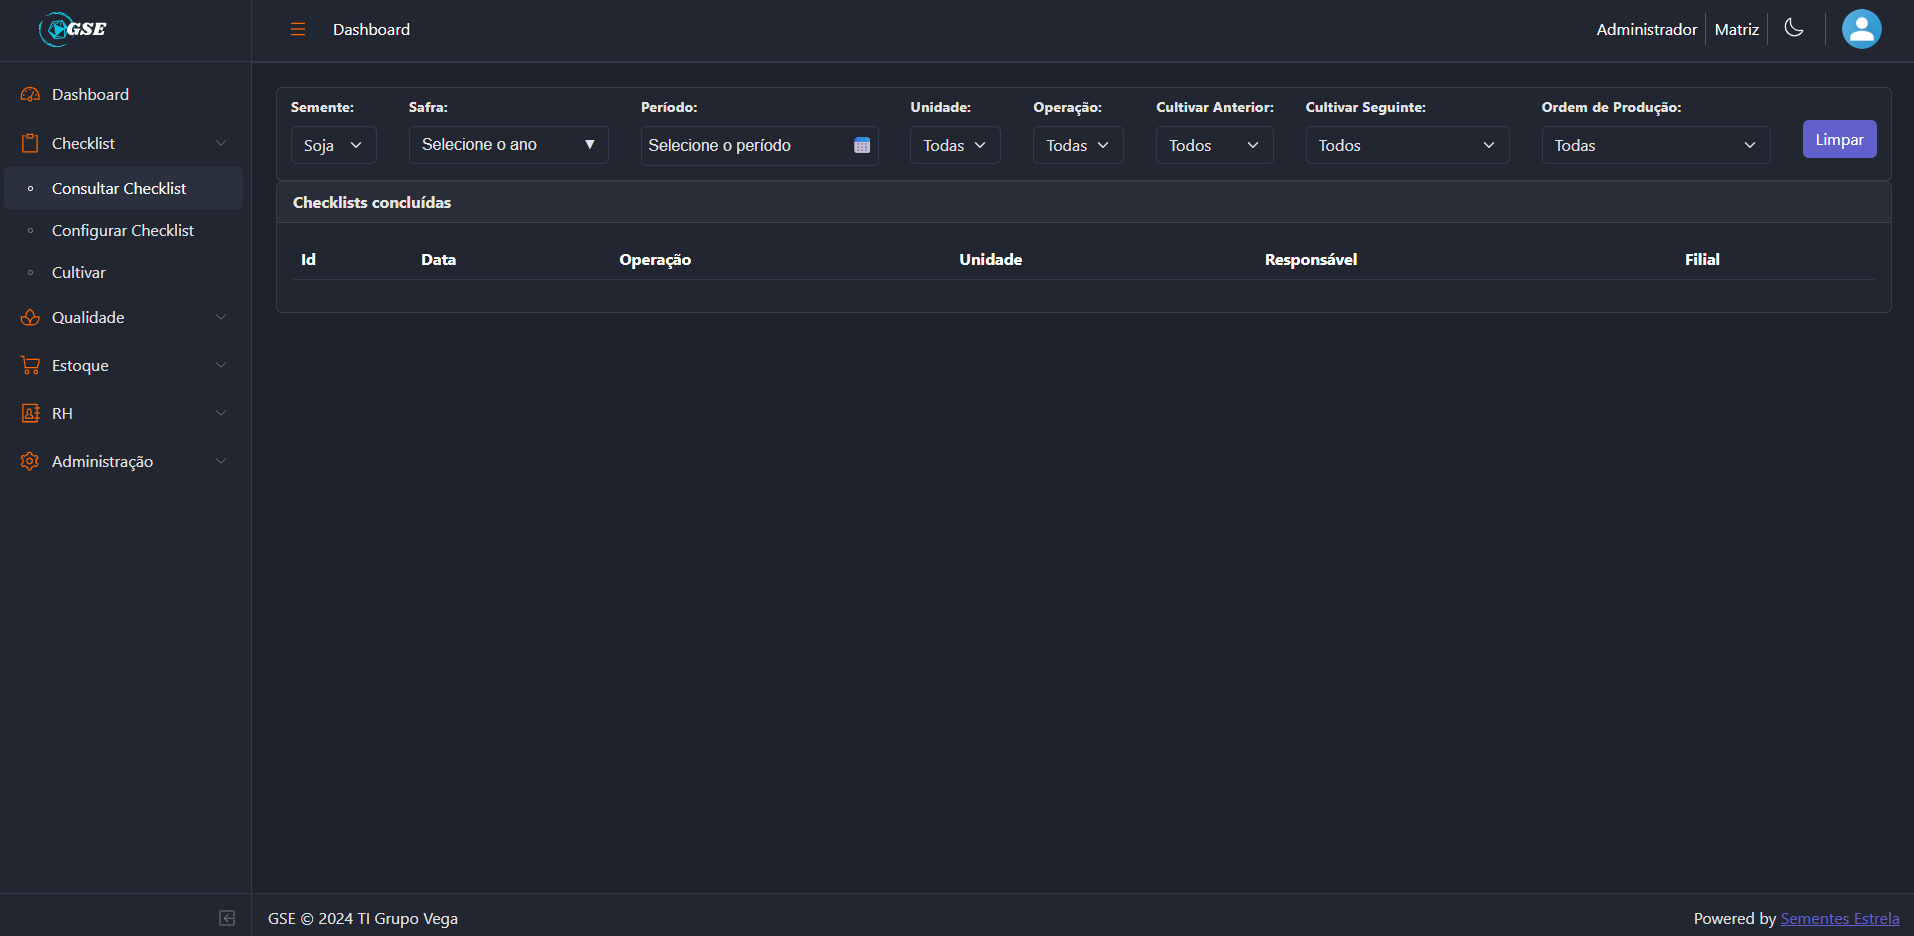 GSE
Dashboard
Administrador
Matriz
Dashboard
Checklist
Consultar Checklist
Configurar Checklist
Cultivar
Qualidade
Estoque
RH
Administração
Semente:
Safra:
Período:
Unidade:
Operação:
Cultivar Anterior:
Cultivar Seguinte:
Ordem de Produção:
Soja
Selecione o ano
Selecione o período
Todas
Todas
Todos
Todos
Todas
Limpar
Checklists concluídas
Id
Data
Operação
Unidade
Responsável
Filial
GSE © 2024 TI Grupo Vega
Powered by Sementes Estrela